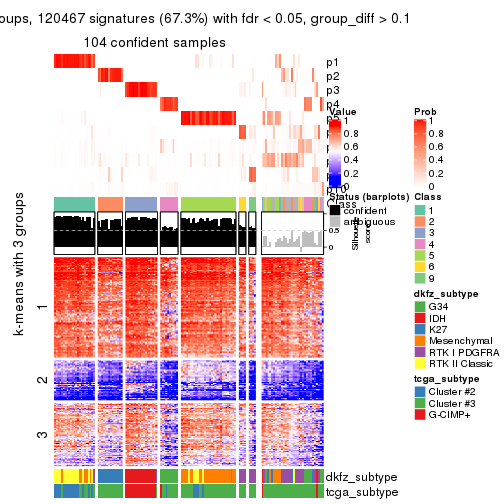 oups, 120467 signatures (67.3%) with fdr < 0.05, group_diff > 0.1
104 confident samples
p1
p2
p3
p4
Value
1
0.8
0.6
0.4
0.2
0
Prob
1
0.8
0.6
0.4
0.2
0
Status (barplots)
confident
ambiguous
0.5
0
Silhouette
score
Class
1
2
3
4
5
6
9
dkfz_subtype
G34
IDH
K27
Mesenchymal
RTK I PDGFRA
RTK II Classic
tcga_subtype
Cluster #2
Cluster #3
G-CIMP+
k-means with 3 groups
1
2
3
dkfz_subtype
tcga_subtype